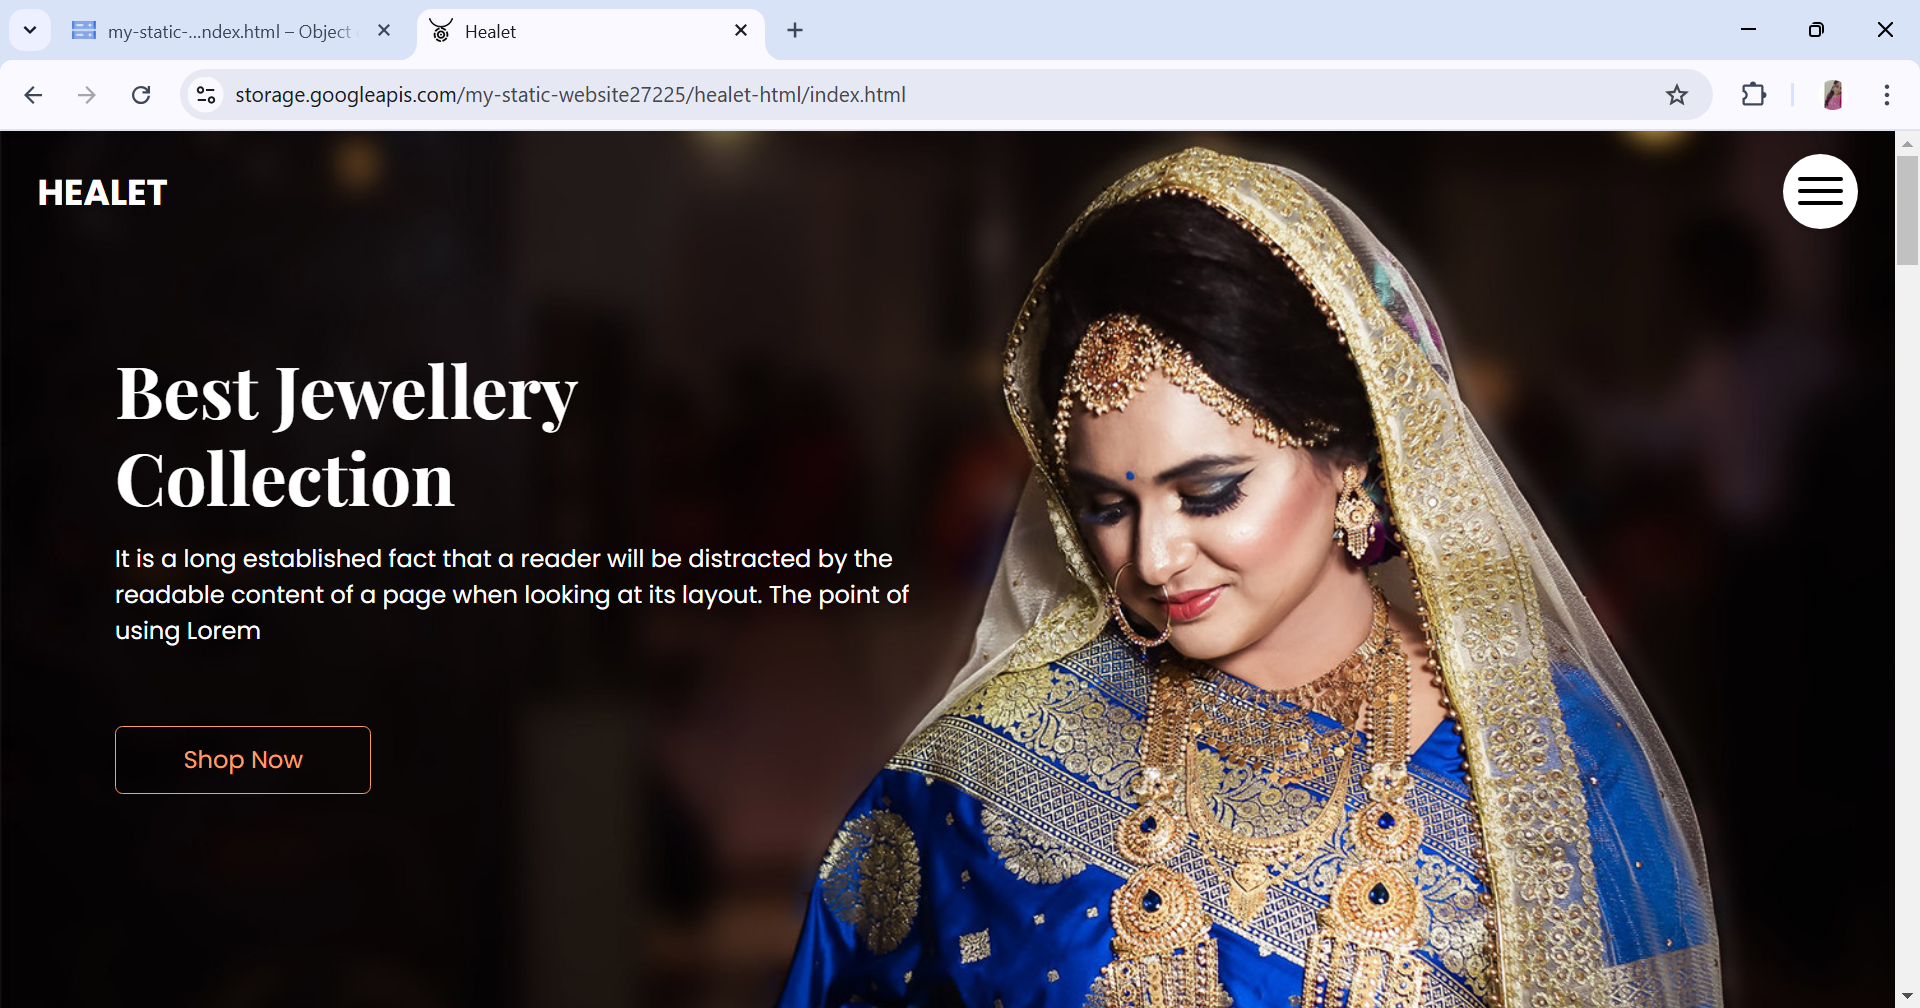 my-static-...ndex.html – Object
Healet
storage.googleapis.com/my-static-website27225/healet-html/index.html
HEALET
Best Jewellery
Collection
It is a long established fact that a reader will be distracted by the
readable content of a page when looking at its layout. The point of
using Lorem
Shop Now